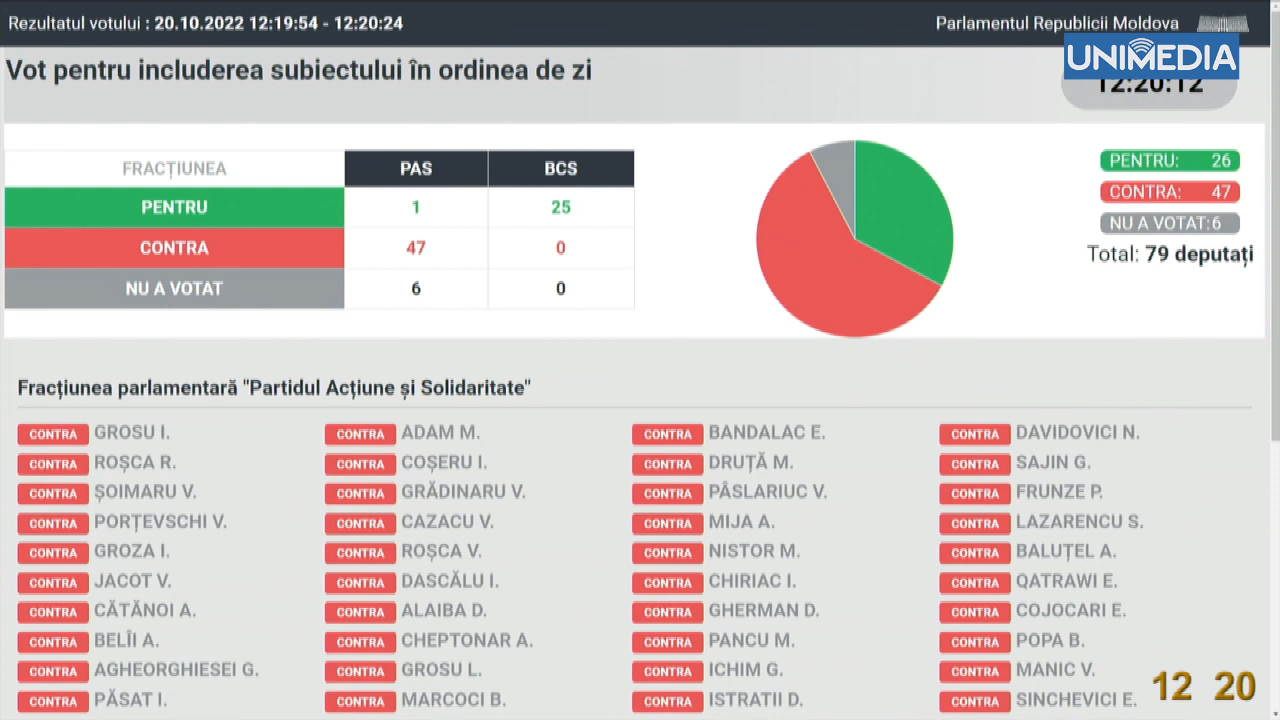 Rezultatul votului : 20.10.2022 12:19:54 - 12:20:24
Parlamentul Republicii Moldova
UNIMEDIA
Vot pentru includerea subiectului în ordinea de zi
12:20:12
FRACȚIUNEA PAS BCS
PENTRU 1 25
CONTRA 47 0
NU A VOTAT 6 0
PENTRU: 26
CONTRA: 47
NU A VOTAT:6
Total: 79 deputați
Fracțiunea parlamentară "Partidul Acțiune și Solidaritate"
CONTRA GROSU I. CONTRA ADAM M. CONTRA BANDALAC E. CONTRA DAVIDOVICI N.
CONTRA ROȘCA R. CONTRA COȘERU I. CONTRA DRUȚĂ M. CONTRA SAJIN G.
CONTRA ȘOIMARU V. CONTRA GRĂDINARU V. CONTRA PÂSLARIUC V. CONTRA FRUNZE P.
CONTRA PORȚEVSCHI V. CONTRA CAZACU V. CONTRA MIJA A. CONTRA LAZARENCU S.
CONTRA GROZA I. CONTRA ROȘCA V. CONTRA NISTOR M. CONTRA BALUȚEL A.
CONTRA JACOT V. CONTRA DASCĂLU I. CONTRA CHIRIAC I. CONTRA QATRAWI E.
CONTRA CĂTĂNOI A. CONTRA ALAIBA D. CONTRA GHERMAN D. CONTRA COJOCARI E.
CONTRA BELÎI A. CONTRA CHEPTONAR A. CONTRA PANCU M. CONTRA POPA B.
CONTRA AGHEORGHIESEI G. CONTRA GROSU L. CONTRA ICHIM G. CONTRA MANIC V.
CONTRA PĂSAT I. CONTRA MARCOCI B. CONTRA ISTRATII D. CONTRA SINCHEVICI E.
12 20